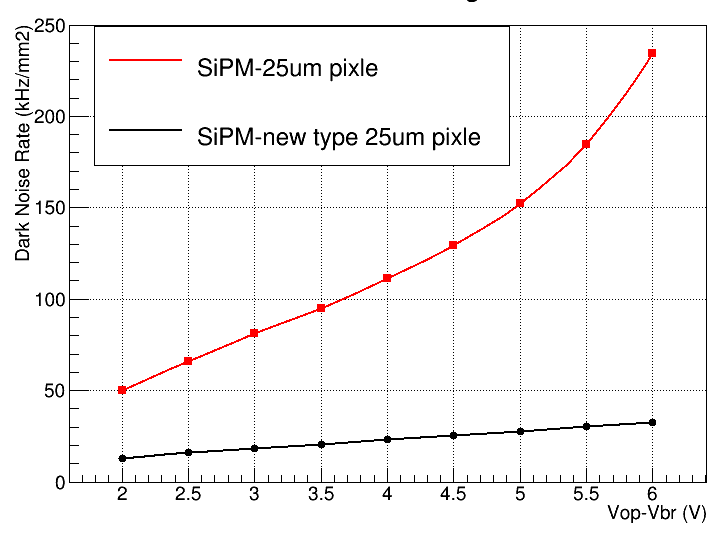 250
200
150
100
50
0
Dark Noise Rate (kHz/mm2)
SiPM-25um pixle
SiPM-new type 25um pixle
2 2.5 3 3.5 4 4.5 5 5.5 6
Vop-Vbr (V)